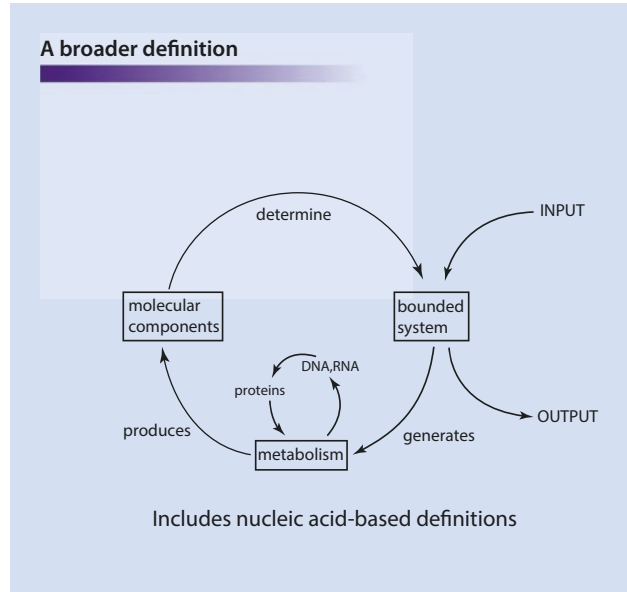 A broader definition
determine
INPUT
molecular
components
bounded
system
DNA,RNA
proteins
produces
generates
OUTPUT
metabolism
Includes nucleic acid-based definitions